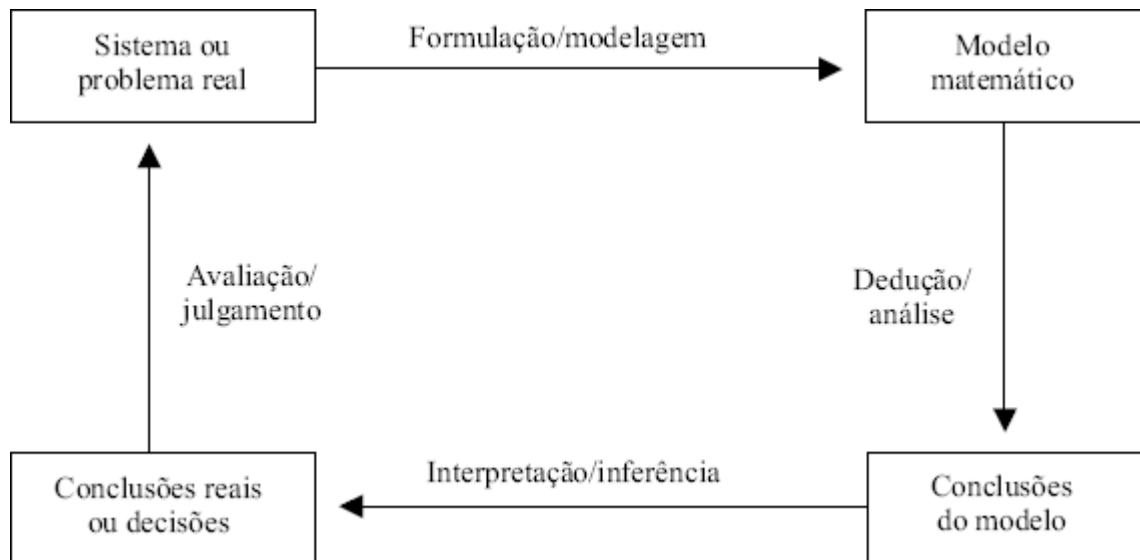 Sistema ou
problema real
Formulação/modelagem
Modelo
matemático
Avaliação/
julgamento
Dedução/
análise
Conclusões reais
ou decisões
Interpretação/inferência
Conclusões
do modelo